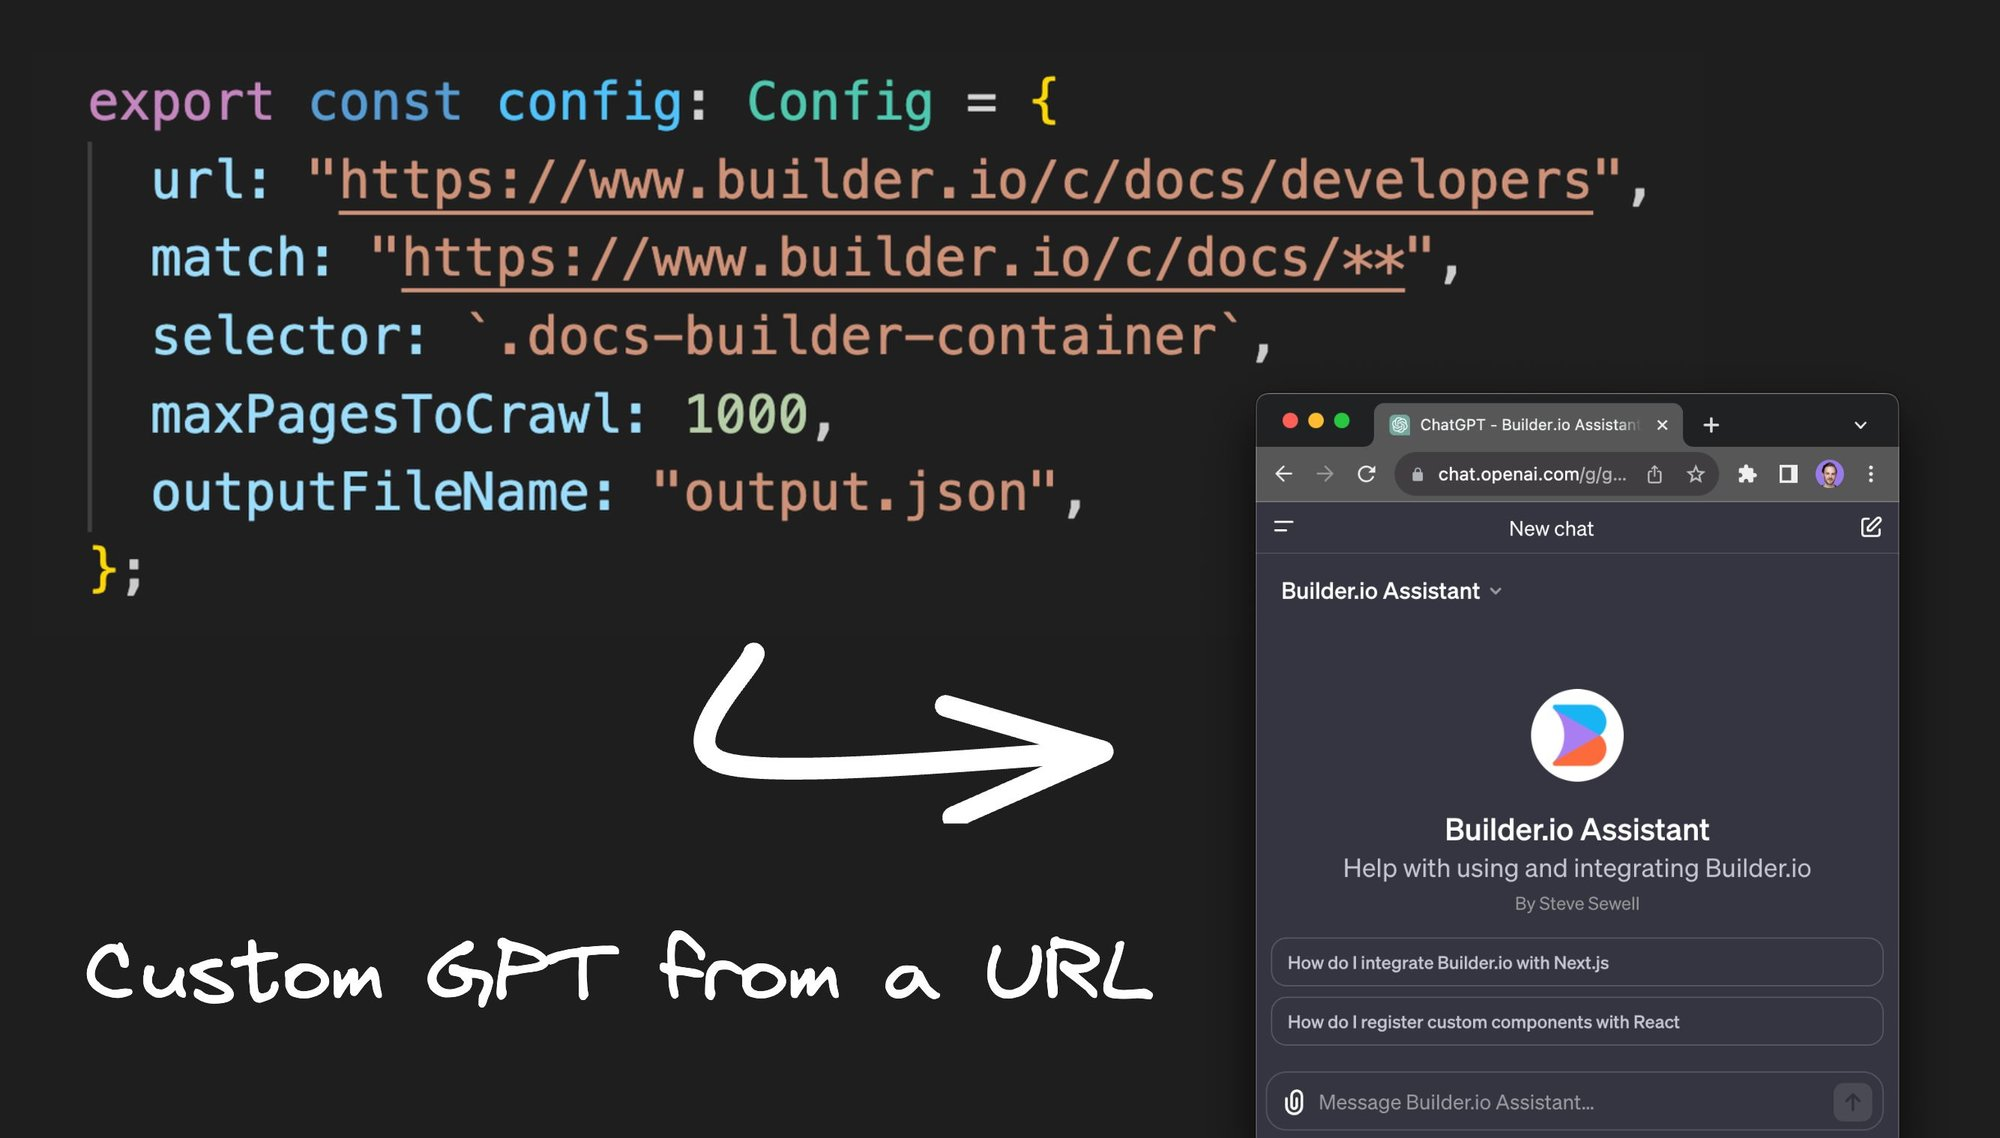 export const config: Config = {
url: "https://www.builder.io/c/docs/developers",
match: "https://www.builder.io/c/docs/**",
selector: `.docs-builder-container`,
maxPagesToCrawl: 1000,
outputFileName: "output.json",
};
Custom GPT from a URL
ChatGPT - Builder.io Assistant
chat.openai.com/g/g...
New chat
Builder.io Assistant
Builder.io Assistant
Help with using and integrating Builder.io
By Steve Sewell
How do I integrate Builder.io with Next.js
How do I register custom components with React
Message Builder.io Assistant...